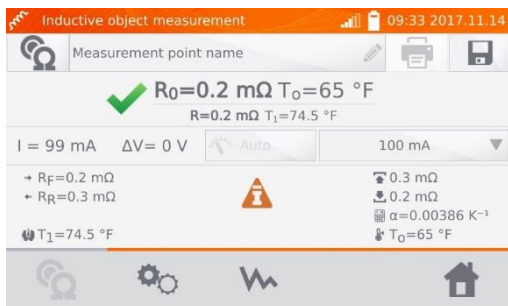 Inductive object measurement 09:33 2017.11.14
Measurement point name
R₀=0.2 mΩ Tₒ=65 °F
R=0.2 mΩ T₁=74.5 °F
I = 99 mA ΔV= 0 V Auto 100 mA
→ RF=0.2 mΩ
← RR=0.3 mΩ
T₁=74.5 °F
0.3 mΩ
0.2 mΩ
α=0.00386 K⁻¹
Tₒ=65 °F